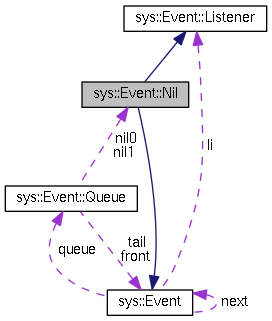 sys::Event::Listener
sys::Event::Nil
nil0
nil1
li
sys::Event::Queue
queue
tail
front
sys::Event
next